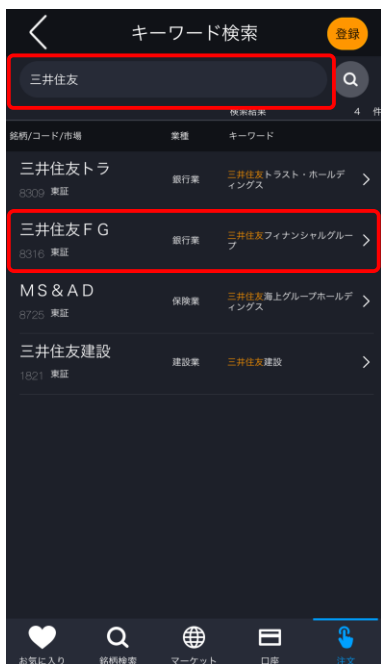 キーワード検索
登録
三井住友
検索結果 4 件
銘柄/コード/市場 業種 キーワード
三井住友トラ
8309 東証
銀行業
三井住友トラスト・ホールデ
ィングス
三井住友FG
8316 東証
銀行業
三井住友フィナンシャルグルー
プ
MS&AD
8725 東証
保険業
三井住友海上グループホールデ
ィングス
三井住友建設
1821 東証
建設業
三井住友建設
お気に入り 銘柄検索 マーケット 口座 注文